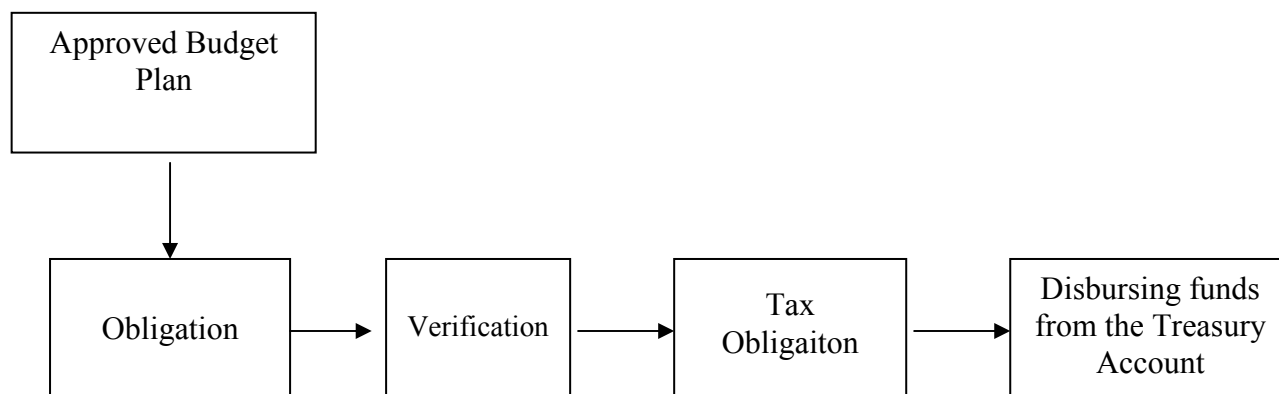 Approved Budget
Plan
Obligation
Verification
Tax
Obligaiton
Disbursing funds
from the Treasury
Account